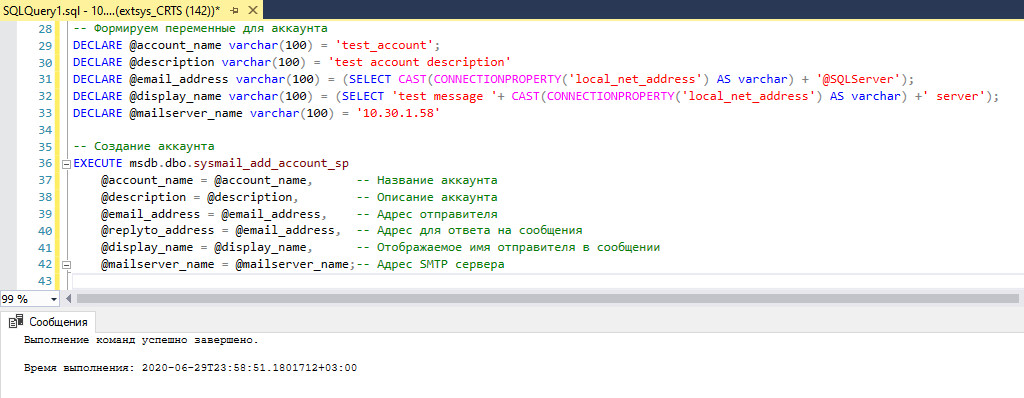 SQLQuery1.sql - 10....(extsys_CRTS (142))*
28 -- Формируем переменные для аккаунта
29 DECLARE @account_name varchar(100) = 'test_account';
30 DECLARE @description varchar(100) = 'test account description'
31 DECLARE @email_address varchar(100) = (SELECT CAST(CONNECTIONPROPERTY('local_net_address') AS varchar) + '@SQLServer');
32 DECLARE @display_name varchar(100) = (SELECT 'test message '+ CAST(CONNECTIONPROPERTY('local_net_address') AS varchar) +' server');
33 DECLARE @mailserver_name varchar(100) = '10.30.1.58'
34
35 -- Создание аккаунта
36 EXECUTE msdb.dbo.sysmail_add_account_sp
37 @account_name = @account_name, -- Название аккаунта
38 @description = @description, -- Описание аккаунта
39 @email_address = @email_address, -- Адрес отправителя
40 @replyto_address = @email_address, -- Адрес для ответа на сообщения
41 @display_name = @display_name, -- Отображаемое имя отправителя в сообщении
42 @mailserver_name = @mailserver_name;-- Адрес SMTP сервера
43
99 %
Сообщения
Выполнение команд успешно завершено.
Время выполнения: 2020-06-29T23:58:51.1801712+03:00